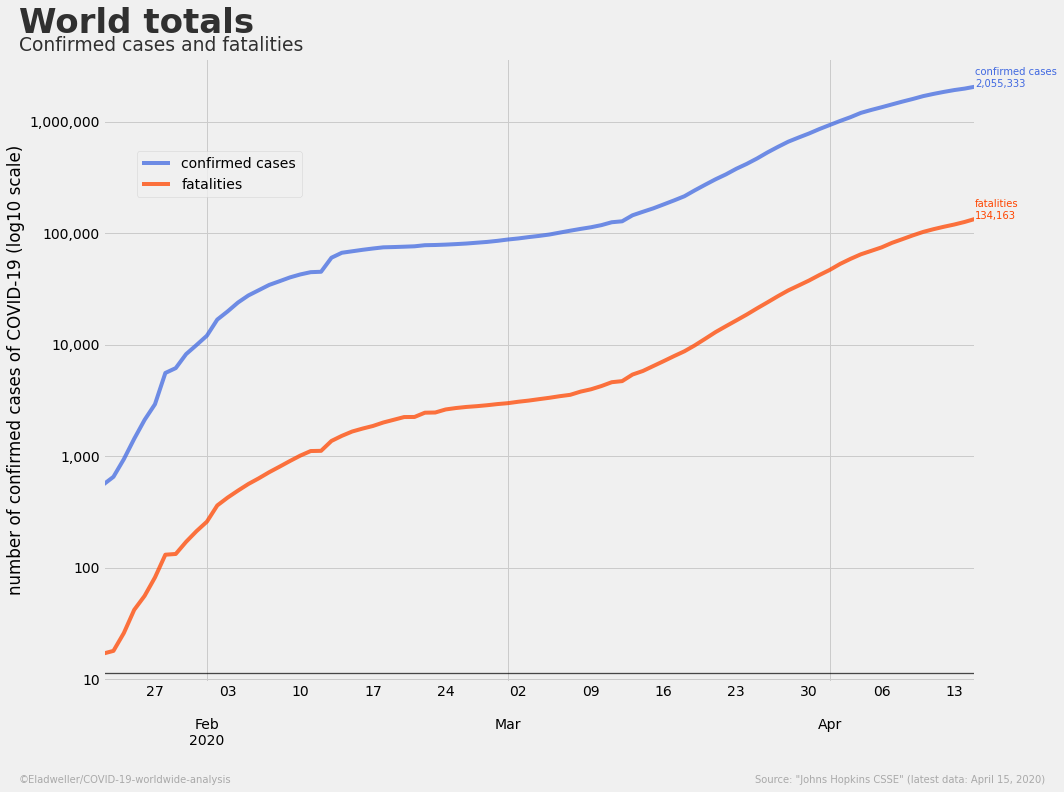 World totals
Confirmed cases and fatalities
confirmed cases
2,055,333
1,000,000
confirmed cases
fatalities
fatalities
134,163
100,000
10,000
1,000
100
10
number of confirmed cases of COVID-19 (log10 scale)
27 03 10 17 24 02 09 16 23 30 06 13
Feb Mar Apr
2020
©Eladweller/COVID-19-worldwide-analysis
Source: "Johns Hopkins CSSE" (latest data: April 15, 2020)